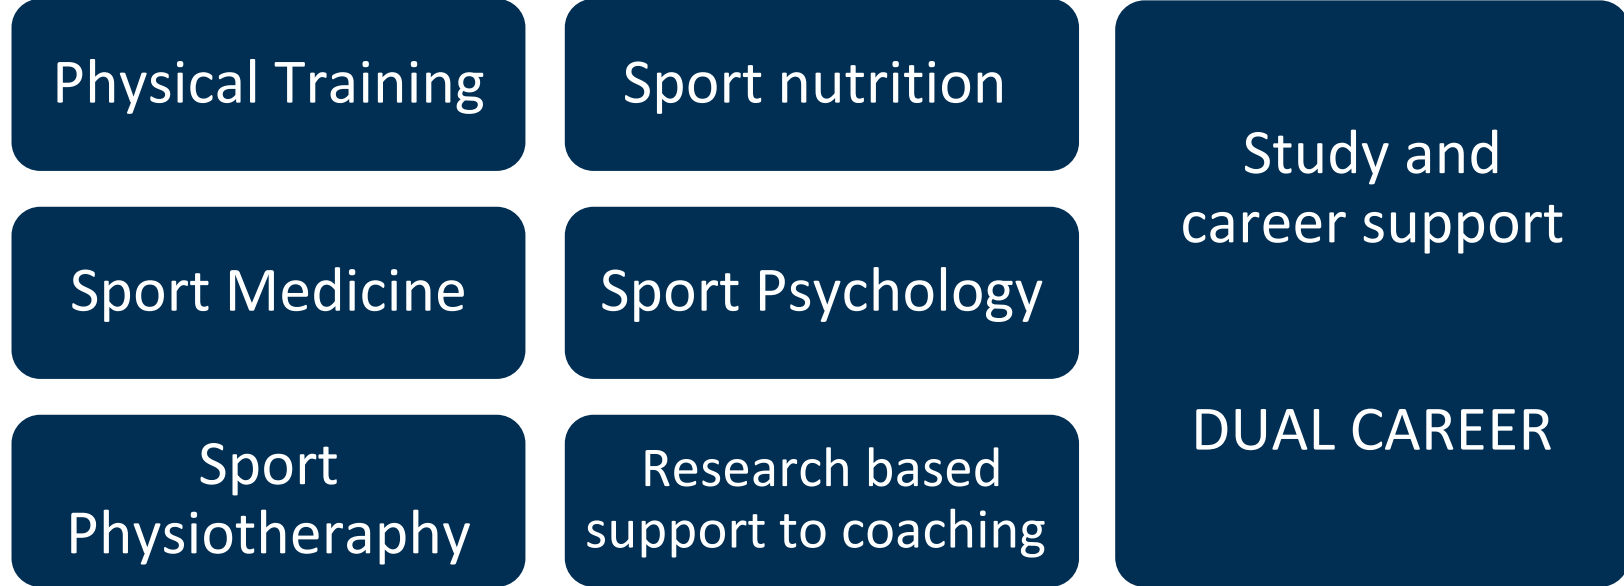 Physical Training
Sport nutrition
Study and
career support
DUAL CAREER
Sport Medicine
Sport Psychology
Sport
Physiotheraphy
Research based
support to coaching